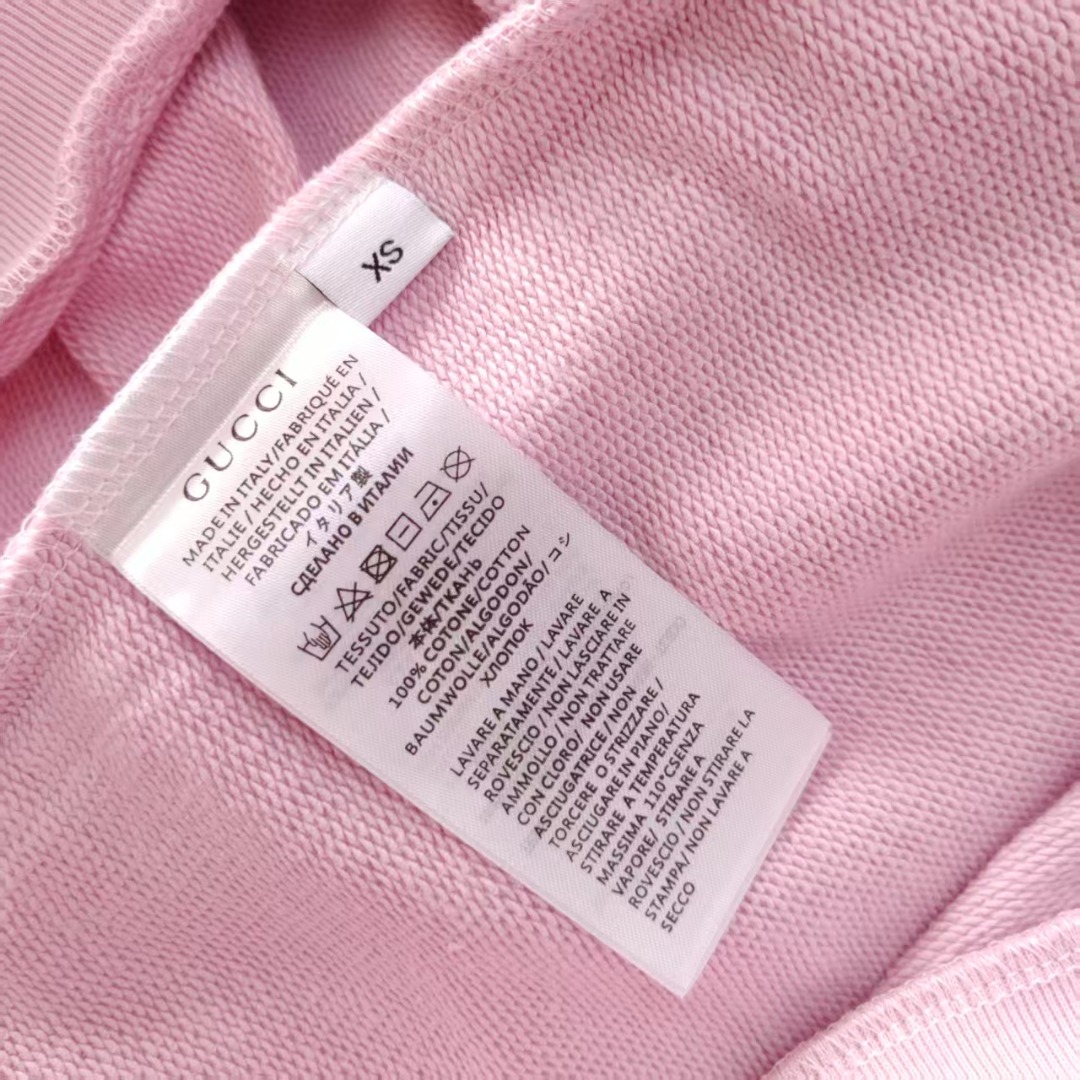 XS
GUCCI
MADE IN ITALY/FABRIQUÉ EN
ITALIE / HECHO EN ITALIA /
HERGESTELLT IN ITALIEN /
FABRICADO EM ITÁLIA /
イタリア製
СДЕЛАНО В ИТАЛИИ
TESSUTO/FABRIC/TISSU/
TEJIDO/GEWEDE/TECIDO
本体/ТКАНЬ
100% COTONE/COTTON
COTON/ALGODON/
BAUMWOLLE/ALGODÃO/ コシ
ХЛОПОК
LAVARE A MANO / LAVARE
SEPARATAMENTE / LAVARE A
ROVESCIO / NON LASCIARE IN
AMMOLLO / NON TRATTARE
CON CLORO/ NON USARE
ASCIUGATRICE/NON
TORCERE O STRIZZARE/
ASCIUGARE IN PIANO/
STIRARE A TEMPERATURA
MASSIMA 110°CSENZA
VAPORE/ STIRARE A
ROVESCIO / NON STIRARE LA
STAMPA/ NON LAVARE A
SECCO